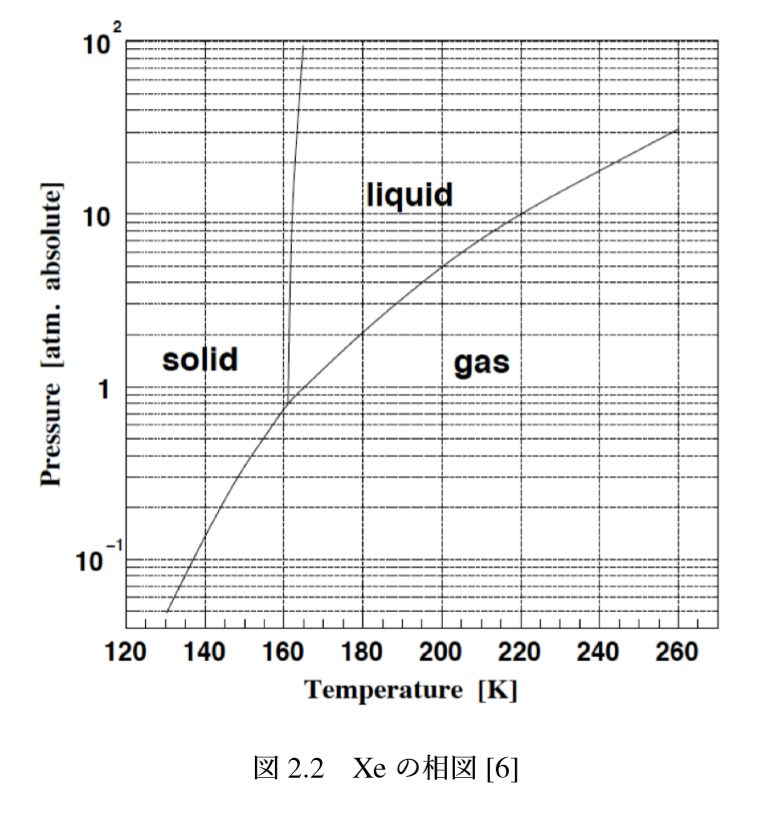 10²
10
1
10⁻¹
Pressure [atm. absolute]
liquid
solid
gas
120 140 160 180 200 220 240 260
Temperature [K]
図 2.2 Xe の相図 [6]